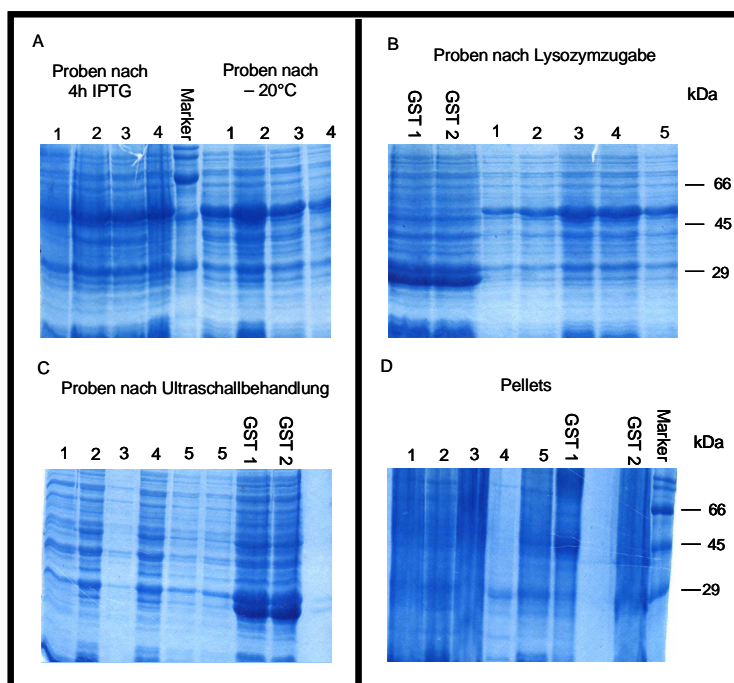 A
Proben nach
4h IPTG
Proben nach
– 20°C
Marker
1 2 3 4 1 2 3 4
B
Proben nach Lysozymzugabe
kDa
GST 1
GST 2
1 2 3 4 5
66
45
29
C
Proben nach Ultraschallbehandlung
1 2 3 4 5 5
GST 1
GST 2
D
Pellets
1 2 3 4 5
GST 1
GST 2
Marker
kDa
66
45
29